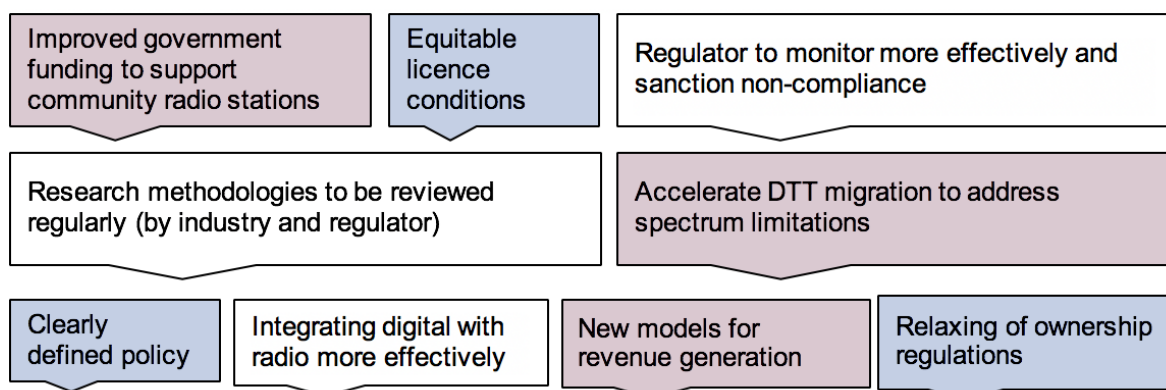 Improved government
funding to support
community radio stations
Equitable
licence
conditions
Regulator to monitor more effectively and
sanction non-compliance
Research methodologies to be reviewed
regularly (by industry and regulator)
Accelerate DTT migration to address
spectrum limitations
Clearly
defined policy
Integrating digital with
radio more effectively
New models for
revenue generation
Relaxing of ownership
regulations